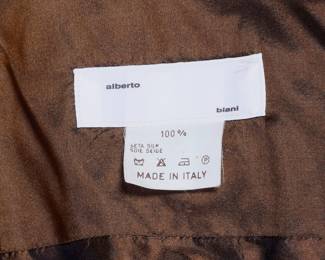 alberto
biani
100%
SETA SILK
SOIE SEIDE
P
MADE IN ITALY